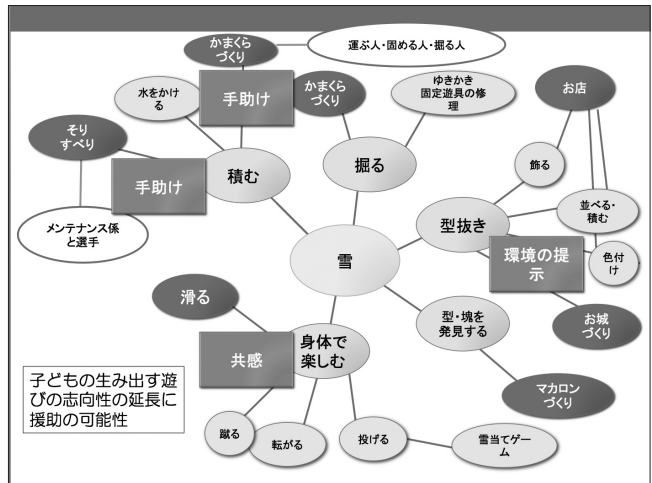 かまくら
づくり
運ぶ人・固める人・掘る人
水をかけ
る
手助け
かまくら
づくり
ゆきかき
固定遊具の修
理
お店
そり
すべり
手助け
積む
掘る
飾る
メンテナンス係
と選手
型抜き
並べる・
積む
環境の提
示
色付
け
雪
滑る
共感
身体で
楽しむ
型・塊を
発見する
お城
づくり
子どもの生み出す遊
びの志向性の延長に
援助の可能性
マカロン
づくり
蹴る
転がる
投げる
雪当てゲー
ム